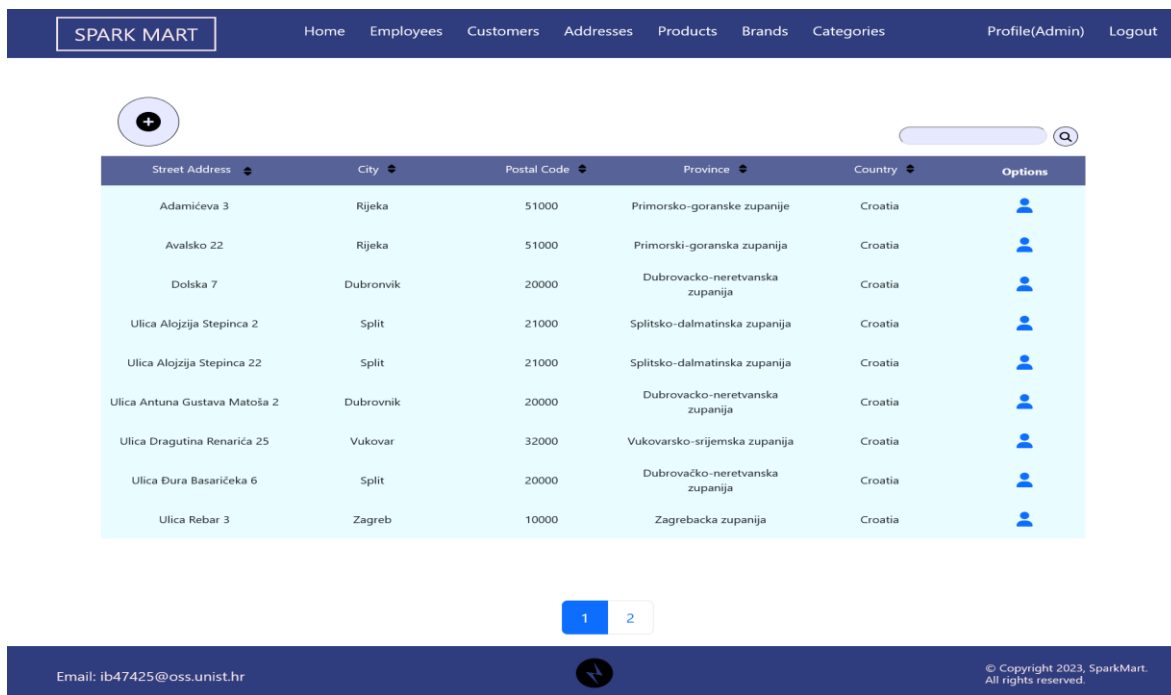 SPARK MART Home Employees Customers Addresses Products Brands Categories Profile(Admin) Logout
Street Address City Postal Code Province Country Options
Adamićeva 3 Rijeka 51000 Primorsko-goranske zupanije Croatia
Avalsko 22 Rijeka 51000 Primorski-goranska zupanija Croatia
Dolska 7 Dubronvik 20000 Dubrovacko-neretvanska zupanija Croatia
Ulica Alojzija Stepinca 2 Split 21000 Splitsko-dalmatinska zupanija Croatia
Ulica Alojzija Stepinca 22 Split 21000 Splitsko-dalmatinska zupanija Croatia
Ulica Antuna Gustava Matoša 2 Dubrovnik 20000 Dubrovacko-neretvanska zupanija Croatia
Ulica Dragutina Renarića 25 Vukovar 32000 Vukovarsko-srijemska zupanija Croatia
Ulica Đura Basaričeka 6 Split 20000 Dubrovačko-neretvanska zupanija Croatia
Ulica Rebar 3 Zagreb 10000 Zagrebacka zupanija Croatia
1 2
Email: ib47425@oss.unist.hr
© Copyright 2023, SparkMart.
All rights reserved.